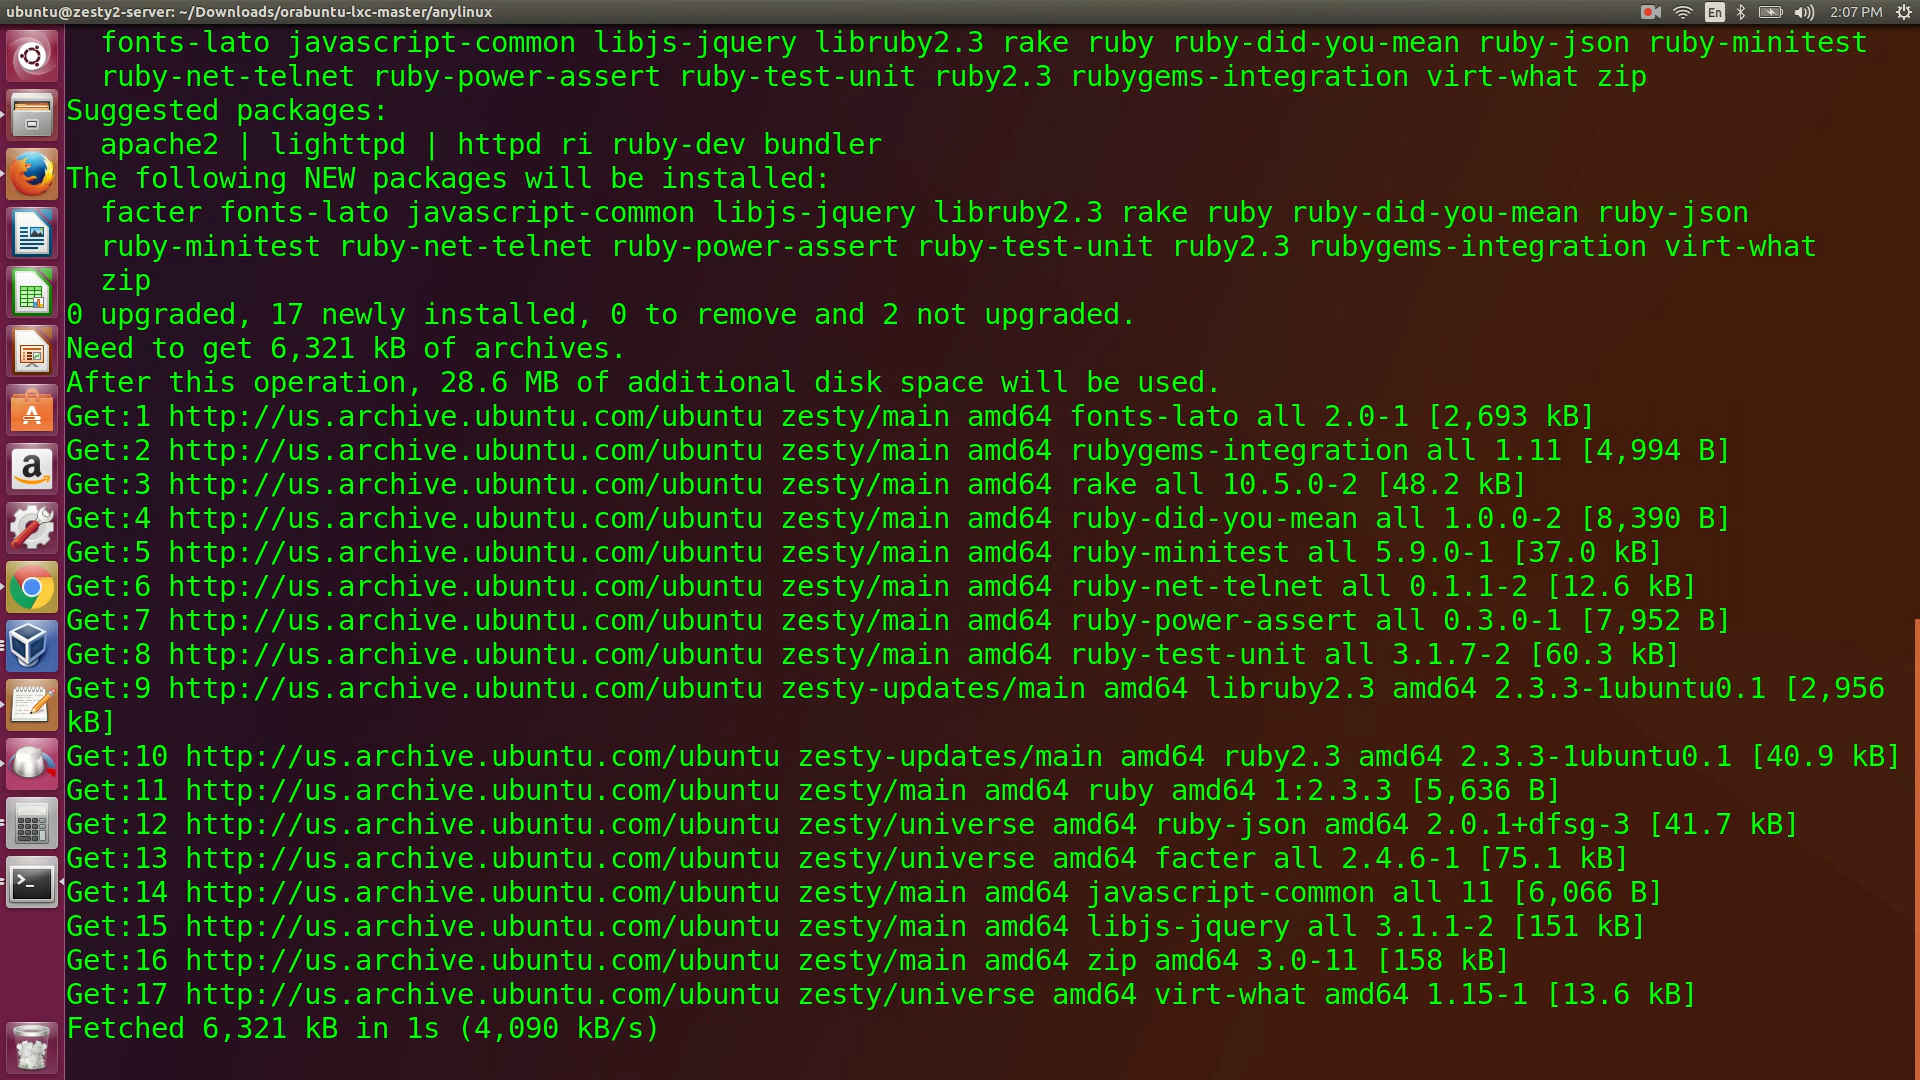 ubuntu@zesty2-server: ~/Downloads/orabuntu-lxc-master/anylinux
En
2:07 PM
fonts-lato javascript-common libjs-jquery libruby2.3 rake ruby ruby-did-you-mean ruby-json ruby-minitest
ruby-net-telnet ruby-power-assert ruby-test-unit ruby2.3 rubygems-integration virt-what zip
Suggested packages:
apache2 | lighttpd | httpd ri ruby-dev bundler
The following NEW packages will be installed:
facter fonts-lato javascript-common libjs-jquery libruby2.3 rake ruby ruby-did-you-mean ruby-json
ruby-minitest ruby-net-telnet ruby-power-assert ruby-test-unit ruby2.3 rubygems-integration virt-what
zip
0 upgraded, 17 newly installed, 0 to remove and 2 not upgraded.
Need to get 6,321 kB of archives.
After this operation, 28.6 MB of additional disk space will be used.
Get:1 http://us.archive.ubuntu.com/ubuntu zesty/main amd64 fonts-lato all 2.0-1 [2,693 kB]
Get:2 http://us.archive.ubuntu.com/ubuntu zesty/main amd64 rubygems-integration all 1.11 [4,994 B]
Get:3 http://us.archive.ubuntu.com/ubuntu zesty/main amd64 rake all 10.5.0-2 [48.2 kB]
Get:4 http://us.archive.ubuntu.com/ubuntu zesty/main amd64 ruby-did-you-mean all 1.0.0-2 [8,390 B]
Get:5 http://us.archive.ubuntu.com/ubuntu zesty/main amd64 ruby-minitest all 5.9.0-1 [37.0 kB]
Get:6 http://us.archive.ubuntu.com/ubuntu zesty/main amd64 ruby-net-telnet all 0.1.1-2 [12.6 kB]
Get:7 http://us.archive.ubuntu.com/ubuntu zesty/main amd64 ruby-power-assert all 0.3.0-1 [7,952 B]
Get:8 http://us.archive.ubuntu.com/ubuntu zesty/main amd64 ruby-test-unit all 3.1.7-2 [60.3 kB]
Get:9 http://us.archive.ubuntu.com/ubuntu zesty-updates/main amd64 libruby2.3 amd64 2.3.3-1ubuntu0.1 [2,956
kB]
Get:10 http://us.archive.ubuntu.com/ubuntu zesty-updates/main amd64 ruby2.3 amd64 2.3.3-1ubuntu0.1 [40.9 kB]
Get:11 http://us.archive.ubuntu.com/ubuntu zesty/main amd64 ruby amd64 1:2.3.3 [5,636 B]
Get:12 http://us.archive.ubuntu.com/ubuntu zesty/universe amd64 ruby-json amd64 2.0.1+dfsg-3 [41.7 kB]
Get:13 http://us.archive.ubuntu.com/ubuntu zesty/universe amd64 facter all 2.4.6-1 [75.1 kB]
Get:14 http://us.archive.ubuntu.com/ubuntu zesty/main amd64 javascript-common all 11 [6,066 B]
Get:15 http://us.archive.ubuntu.com/ubuntu zesty/main amd64 libjs-jquery all 3.1.1-2 [151 kB]
Get:16 http://us.archive.ubuntu.com/ubuntu zesty/main amd64 zip amd64 3.0-11 [158 kB]
Get:17 http://us.archive.ubuntu.com/ubuntu zesty/universe amd64 virt-what amd64 1.15-1 [13.6 kB]
Fetched 6,321 kB in 1s (4,090 kB/s)